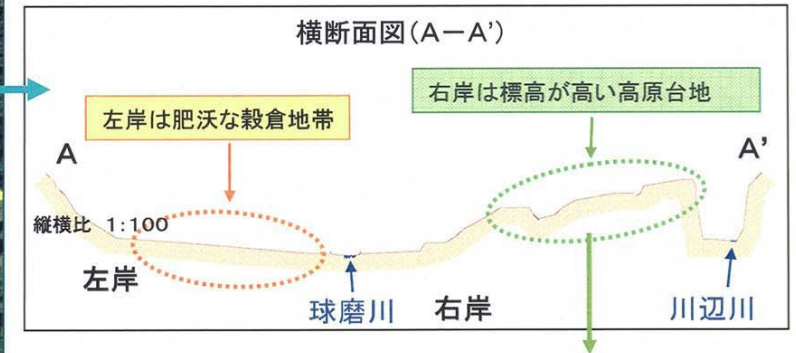 横断面図(A－A’)
左岸は肥沃な穀倉地帯
右岸は標高が高い高原台地
A
A’
縦横比 1:100
左岸
球磨川
右岸
川辺川